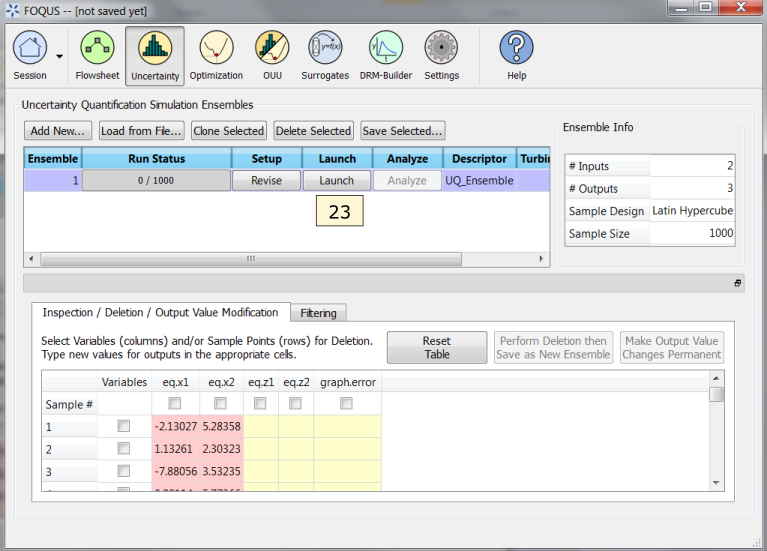 FOQUS -- [not saved yet]
Session Flowsheet Uncertainty Optimization OUU Surrogates DRM-Builder Settings Help
y=f(x)
Uncertainty Quantification Simulation Ensembles
Add New... Load from File... Clone Selected Delete Selected Save Selected...
Ensemble Run Status Setup Launch Analyze Descriptor Turbin
1 0 / 1000 Revise Launch Analyze UQ_Ensemble
23
Ensemble Info
# Inputs 2
# Outputs 3
Sample Design Latin Hypercube
Sample Size 1000
Inspection / Deletion / Output Value Modification Filtering
Select Variables (columns) and/or Sample Points (rows) for Deletion.
Type new values for outputs in the appropriate cells.
Reset
Table
Perform Deletion then
Save as New Ensemble
Make Output Value
Changes Permanent
Variables eq.x1 eq.x2 eq.z1 eq.z2 graph.error
Sample #
1 -2.13027 5.28358
2 1.13261 2.30323
3 -7.88056 3.53235